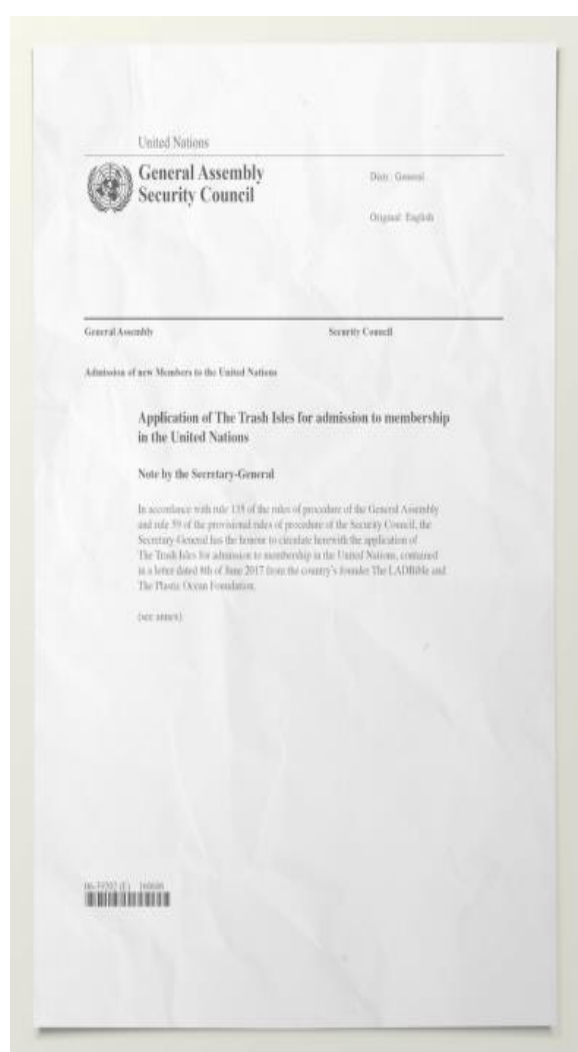 United Nations
General Assembly
Security Council
Distr.: General
Original: English
General Assembly
Security Council
Admission of new Members to the United Nations
Application of The Trash Isles for admission to membership
in the United Nations
Note by the Secretary-General
In accordance with rule 135 of the rules of procedure of the General Assembly
and rule 59 of the provisional rules of procedure of the Security Council, the
Secretary-General has the honour to circulate herewith the application of
The Trash Isles for admission to membership in the United Nations, contained
in a letter dated 8th of June 2017 from the country's founder The LADBible and
The Plastic Ocean Foundation.
(see annex)